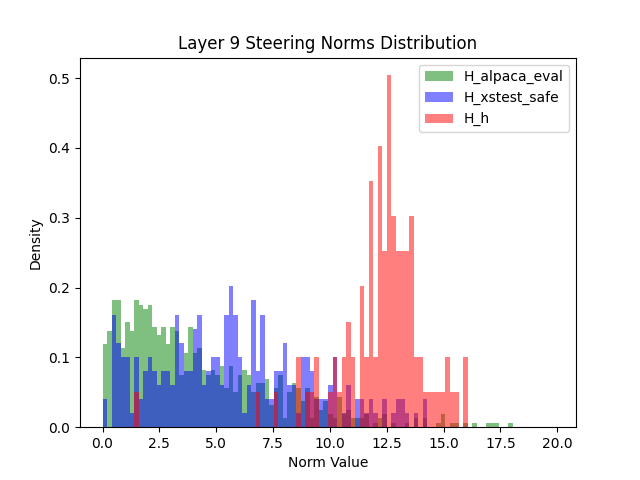 Layer 9 Steering Norms Distribution
H_alpaca_eval
H_xstest_safe
H_h
Density
0.5
0.4
0.3
0.2
0.1
0.0
0.0 2.5 5.0 7.5 10.0 12.5 15.0 17.5 20.0
Norm Value